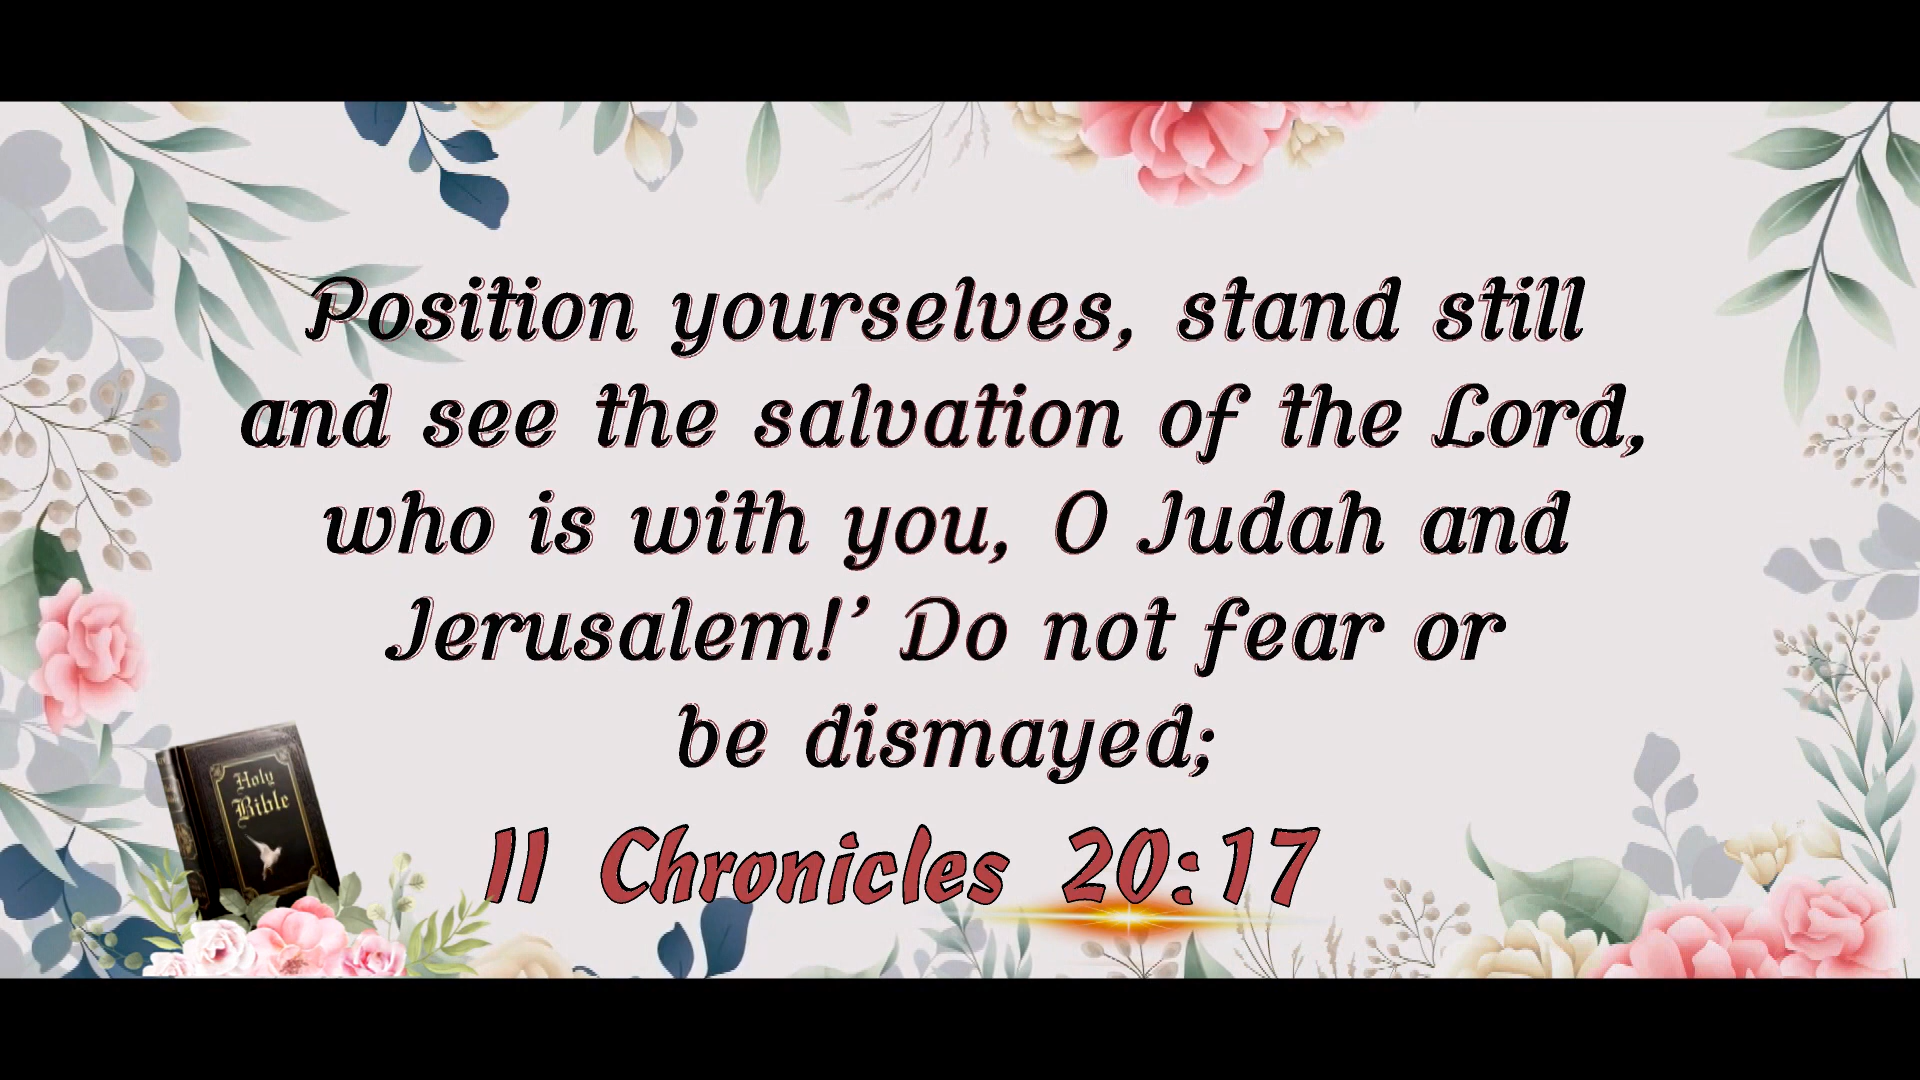 Position yourselves, stand still
and see the salvation of the Lord,
who is with you, O Judah and
Jerusalem!’ Do not fear or
be dismayed;
Holy
Bible
II Chronicles 20:17